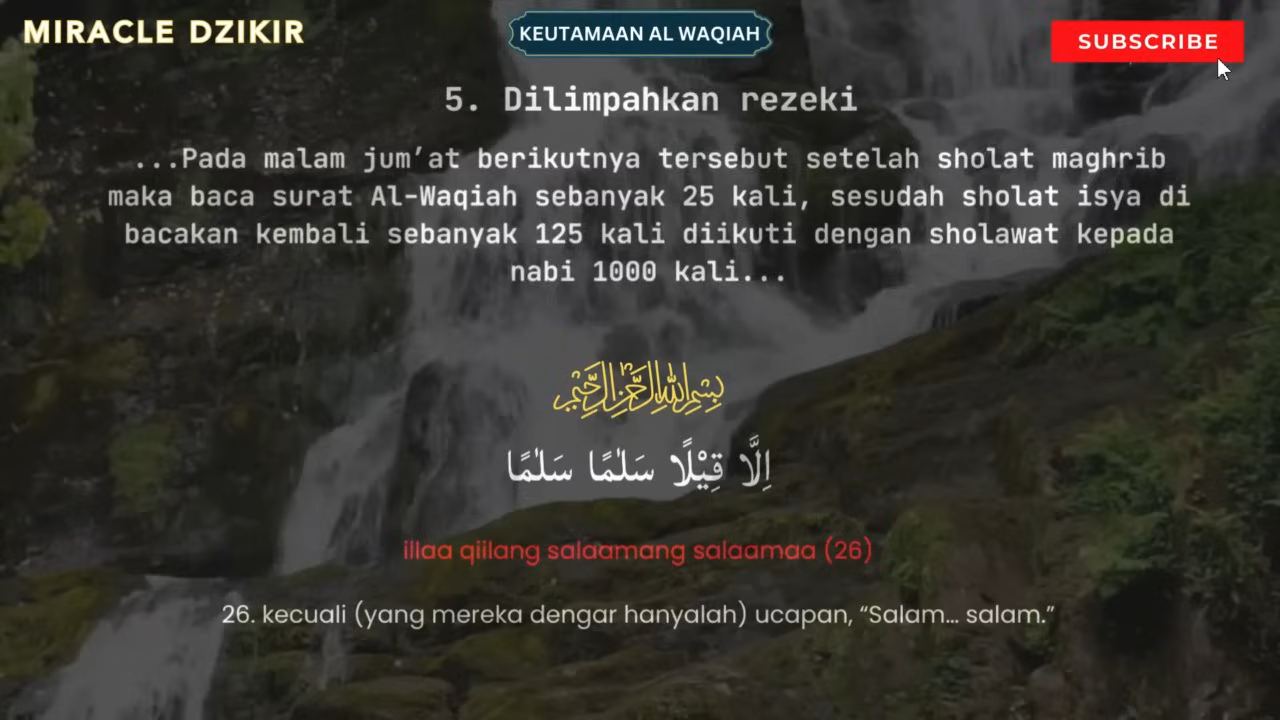 MIRACLE DZIKIR
KEUTAMAAN AL WAQIAH
SUBSCRIBE
5. Dilimpahkan rezeki
...Pada malam jum’at berikutnya tersebut setelah sholat maghrib
maka baca surat Al-Waqiah sebanyak 25 kali, sesudah sholat isya di
bacakan kembali sebanyak 125 kali diikuti dengan sholawat kepada
nabi 1000 kali...
بِسْمِ اللهِ الرَّحْمٰنِ الرَّحِيْمِ
اِلَّا قِيْلًا سَلٰمًا سَلٰمًا
illaa qiilang salaamang salaamaa (26)
26. kecuali (yang mereka dengar hanyalah) ucapan, “Salam... salam.”